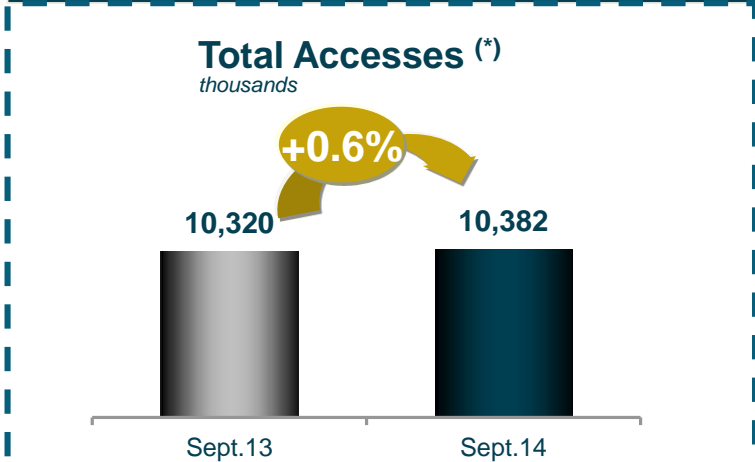 Total Accesses (*)
thousands
+0.6%
10,320
10,382
Sept.13
Sept.14